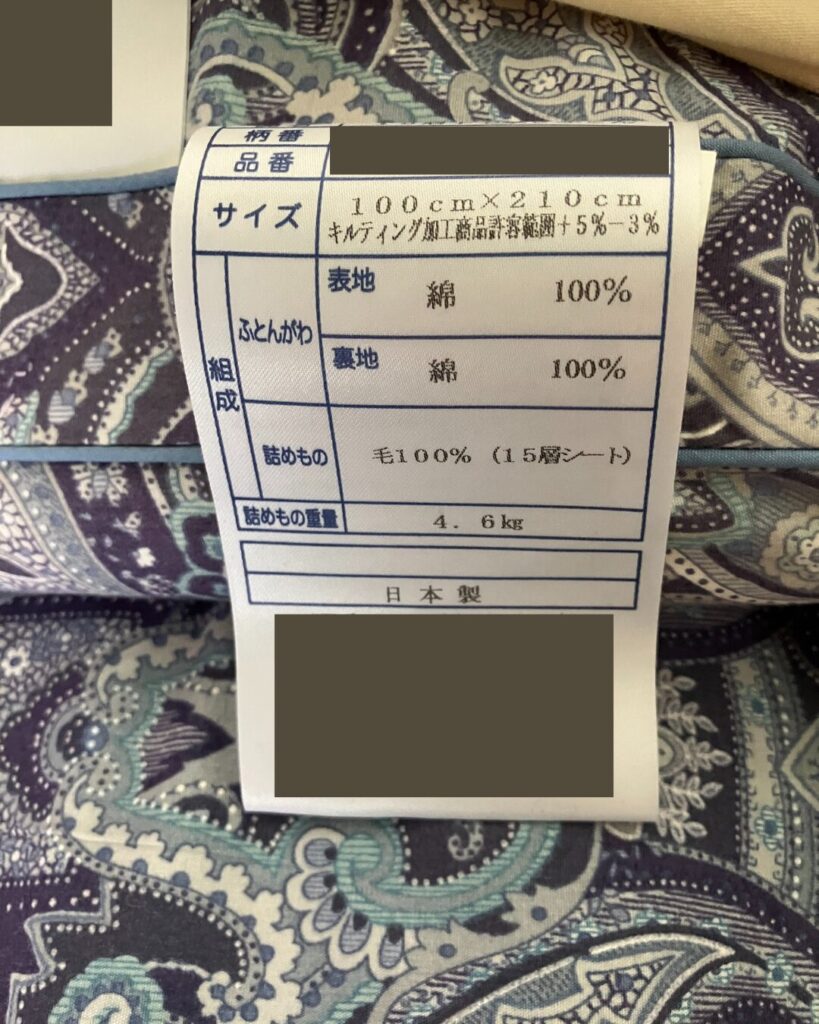 柄番
品番
サイズ
100cm×210cm
キルティング加工商品許容範囲+5%−3%
組成
ふとんがわ
表地 綿 100%
裏地 綿 100%
詰めもの
毛100% (15層シート)
詰めもの重量 4.6kg
日本製